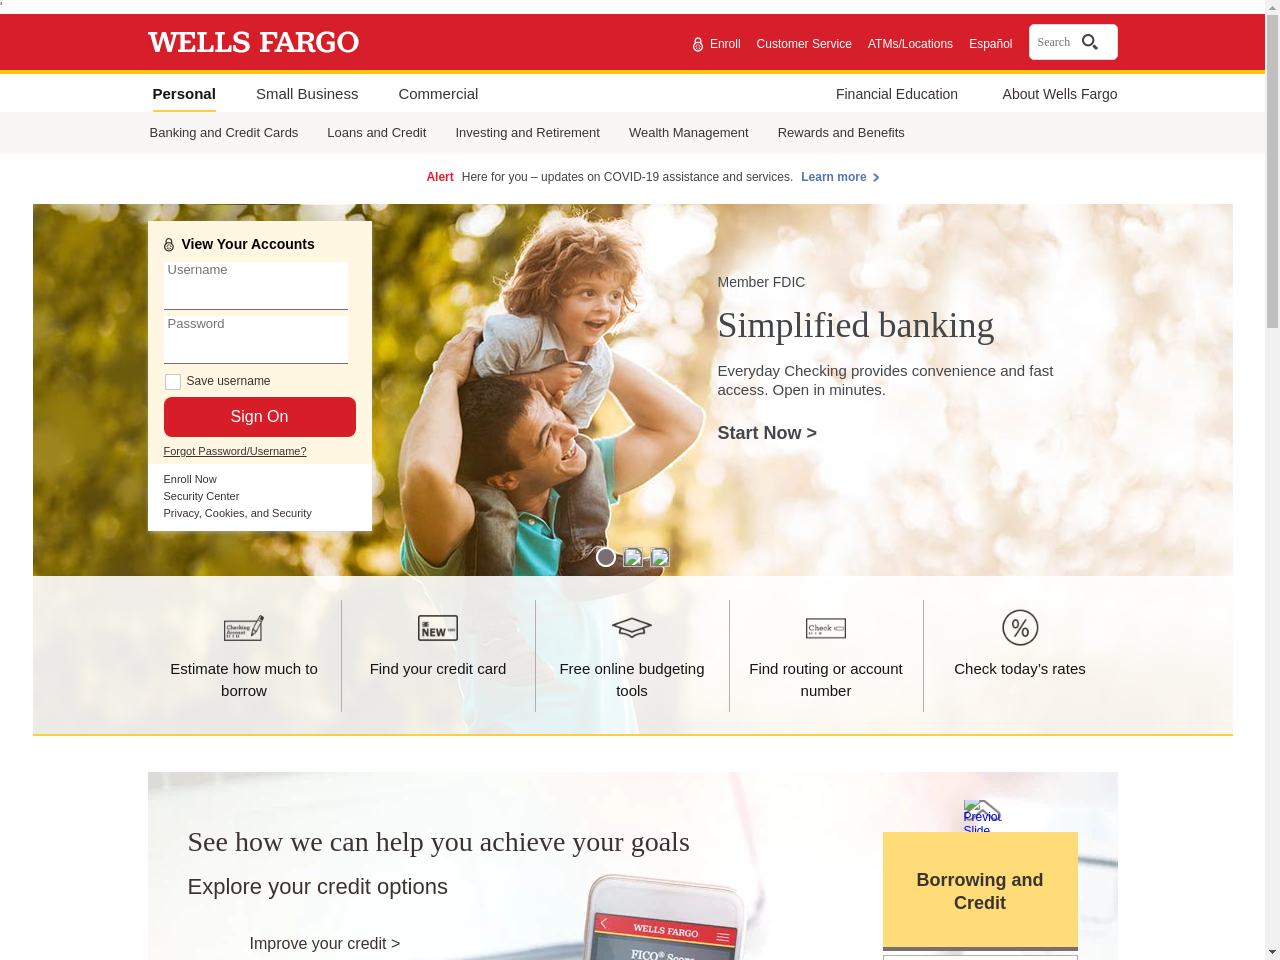 WELLS FARGO
Enroll
Customer Service
ATMs/Locations
Español
Search
Personal
Small Business
Commercial
Financial Education
About Wells Fargo
Banking and Credit Cards
Loans and Credit
Investing and Retirement
Wealth Management
Rewards and Benefits
Alert Here for you – updates on COVID-19 assistance and services. Learn more
View Your Accounts
Username
Password
Save username
Sign On
Forgot Password/Username?
Enroll Now
Security Center
Privacy, Cookies, and Security
Member FDIC
Simplified banking
Everyday Checking provides convenience and fast
access. Open in minutes.
Start Now >
Checking
Account
Estimate how much to
borrow
NEW
Find your credit card
Free online budgeting
tools
Check
Find routing or account
number
%
Check today’s rates
See how we can help you achieve your goals
Explore your credit options
Improve your credit >
WELLS FARGO
FICO® Score
Previou
Slide
Borrowing and
Credit